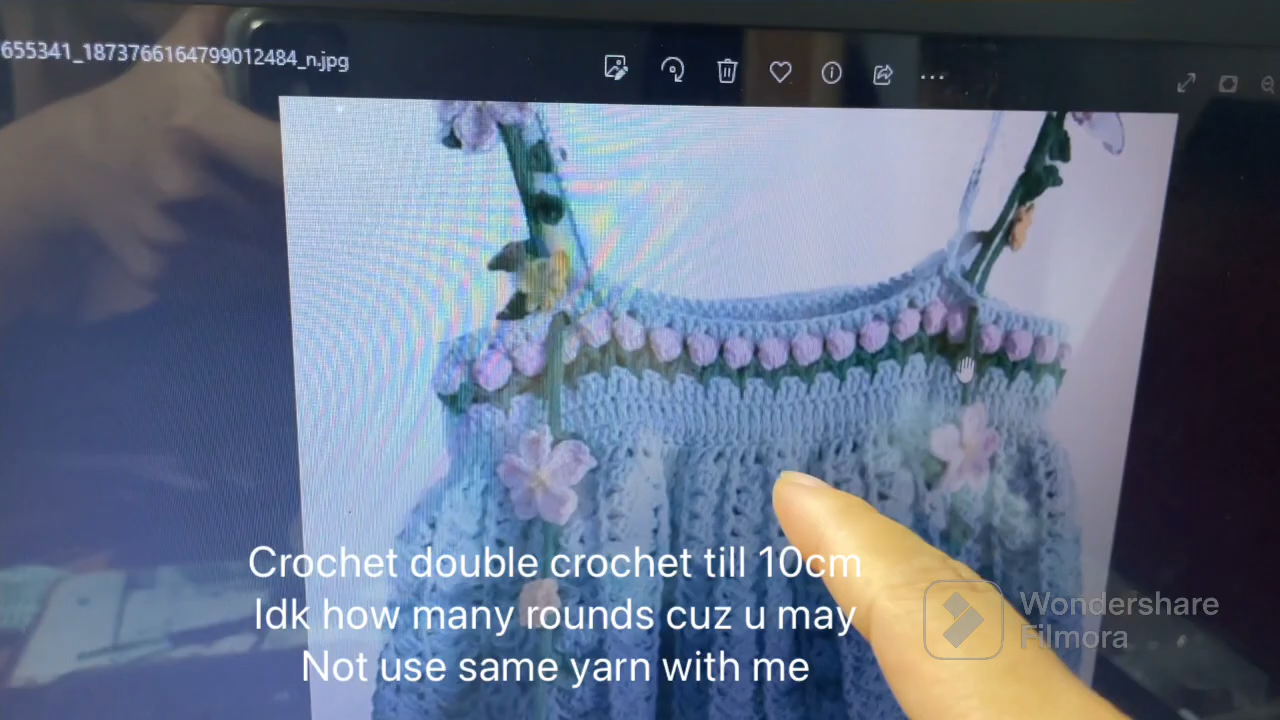 655341_1873766164799012484_n.jpg
Crochet double crochet till 10cm
Idk how many rounds cuz u may
Not use same yarn with me
Wondershare
Filmora